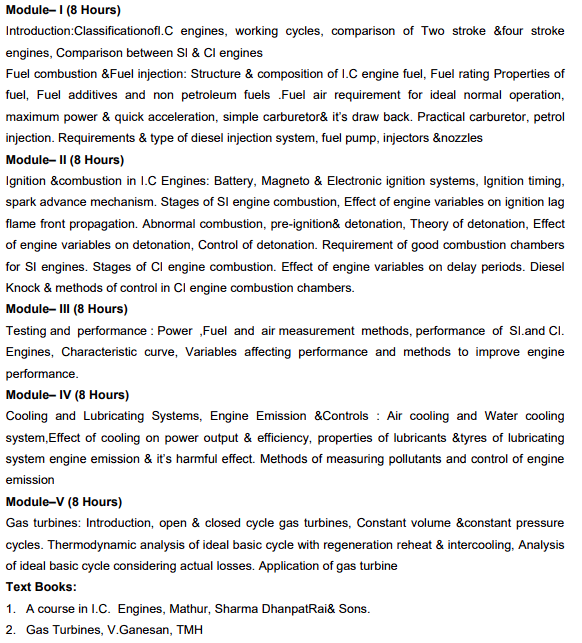 Module– I (8 Hours)
Introduction:ClassificationofI.C engines, working cycles, comparison of Two stroke &four stroke
engines, Comparison between SI & CI engines
Fuel combustion &Fuel injection: Structure & composition of I.C engine fuel, Fuel rating Properties of
fuel, Fuel additives and non petroleum fuels .Fuel air requirement for ideal normal operation,
maximum power & quick acceleration, simple carburetor& it's draw back. Practical carburetor, petrol
injection. Requirements & type of diesel injection system, fuel pump, injectors &nozzles
Module– II (8 Hours)
Ignition &combustion in I.C Engines: Battery, Magneto & Electronic ignition systems, Ignition timing,
spark advance mechanism. Stages of SI engine combustion, Effect of engine variables on ignition lag
flame front propagation. Abnormal combustion, pre-ignition& detonation, Theory of detonation, Effect
of engine variables on detonation, Control of detonation. Requirement of good combustion chambers
for SI engines. Stages of CI engine combustion. Effect of engine variables on delay periods. Diesel
Knock & methods of control in CI engine combustion chambers.
Module– III (8 Hours)
Testing and performance : Power ,Fuel and air measurement methods, performance of SI.and CI.
Engines, Characteristic curve, Variables affecting performance and methods to improve engine
performance.
Module– IV (8 Hours)
Cooling and Lubricating Systems, Engine Emission &Controls : Air cooling and Water cooling
system,Effect of cooling on power output & efficiency, properties of lubricants &tyres of lubricating
system engine emission & it's harmful effect. Methods of measuring pollutants and control of engine
emission
Module–V (8 Hours)
Gas turbines: Introduction, open & closed cycle gas turbines, Constant volume &constant pressure
cycles. Thermodynamic analysis of ideal basic cycle with regeneration reheat & intercooling, Analysis
of ideal basic cycle considering actual losses. Application of gas turbine
Text Books:
1. A course in I.C. Engines, Mathur, Sharma DhanpatRai& Sons.
2. Gas Turbines, V.Ganesan, TMH